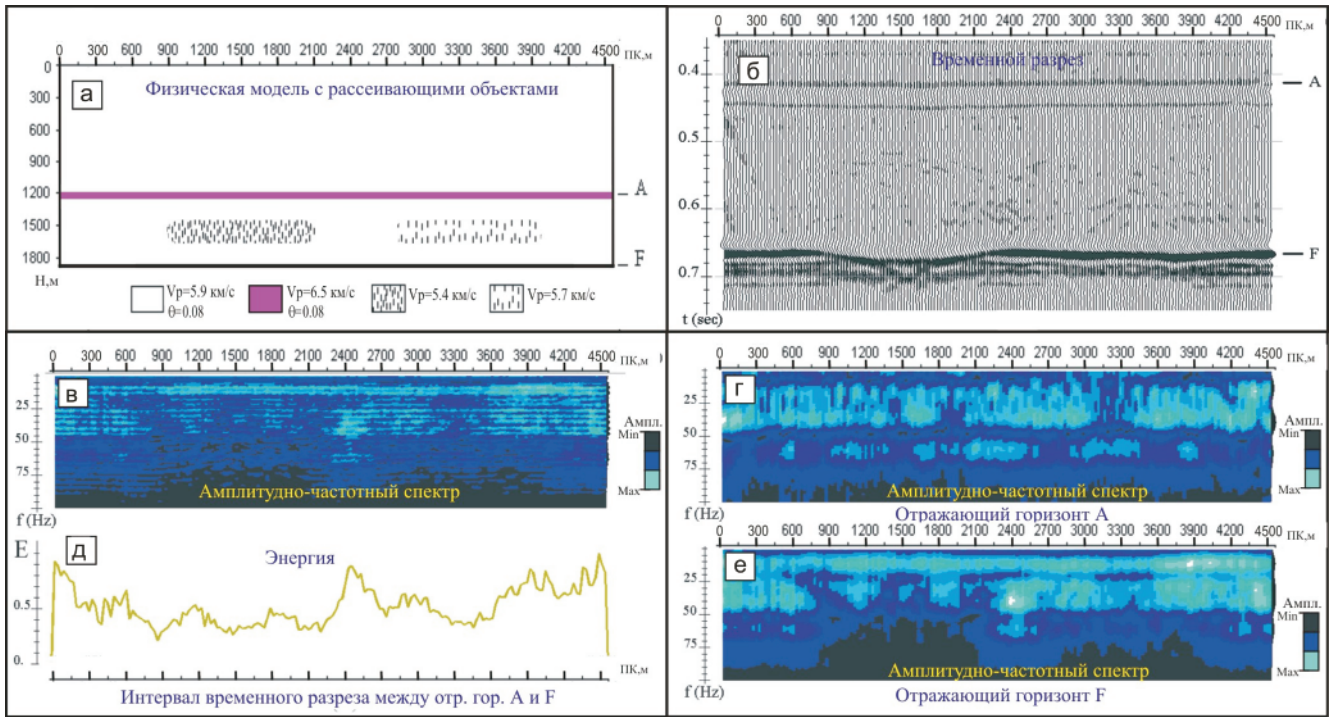 0 300 600 900 1200 1500 1800 2100 2400 2700 3000 3300 3600 3900 4200 4500 ПК,м
0
300
600
900
1200
1500
1800
Н,м
а
Физическая модель с рассеивающими объектами
A
F
Vp=5.9 км/с
θ=0.08
Vp=6.5 км/с
θ=0.08
Vp=5.4 км/с
Vp=5.7 км/с
0 300 600 900 1200 1500 1800 2100 2400 2700 3000 3300 3600 3900 4200 4500 ПК,м
Временной разрез
б
0.4
0.5
0.6
0.7
t (sec)
A
F
0 300 600 900 1200 1500 1800 2100 2400 2700 3000 3300 3600 3900 4200 4500 ПК,м
в
25
50
75
f (Hz)
Ампл.
Min
Max
Амплитудно-частотный спектр
E
д
Энергия
0.5
0.
ПК,м
Интервал временного разреза между отр. гор. А и F
0 300 600 900 1200 1500 1800 2100 2400 2700 3000 3300 3600 3900 4200 4500 ПК,м
г
25
50
75
f (Hz)
Ампл.
Min
Max
Амплитудно-частотный спектр
Отражающий горизонт А
0 300 600 900 1200 1500 1800 2100 2400 2700 3000 3300 3600 3900 4200 4500 ПК,м
е
25
50
75
f (Hz)
Ампл.
Min
Max
Амплитудно-частотный спектр
Отражающий горизонт F